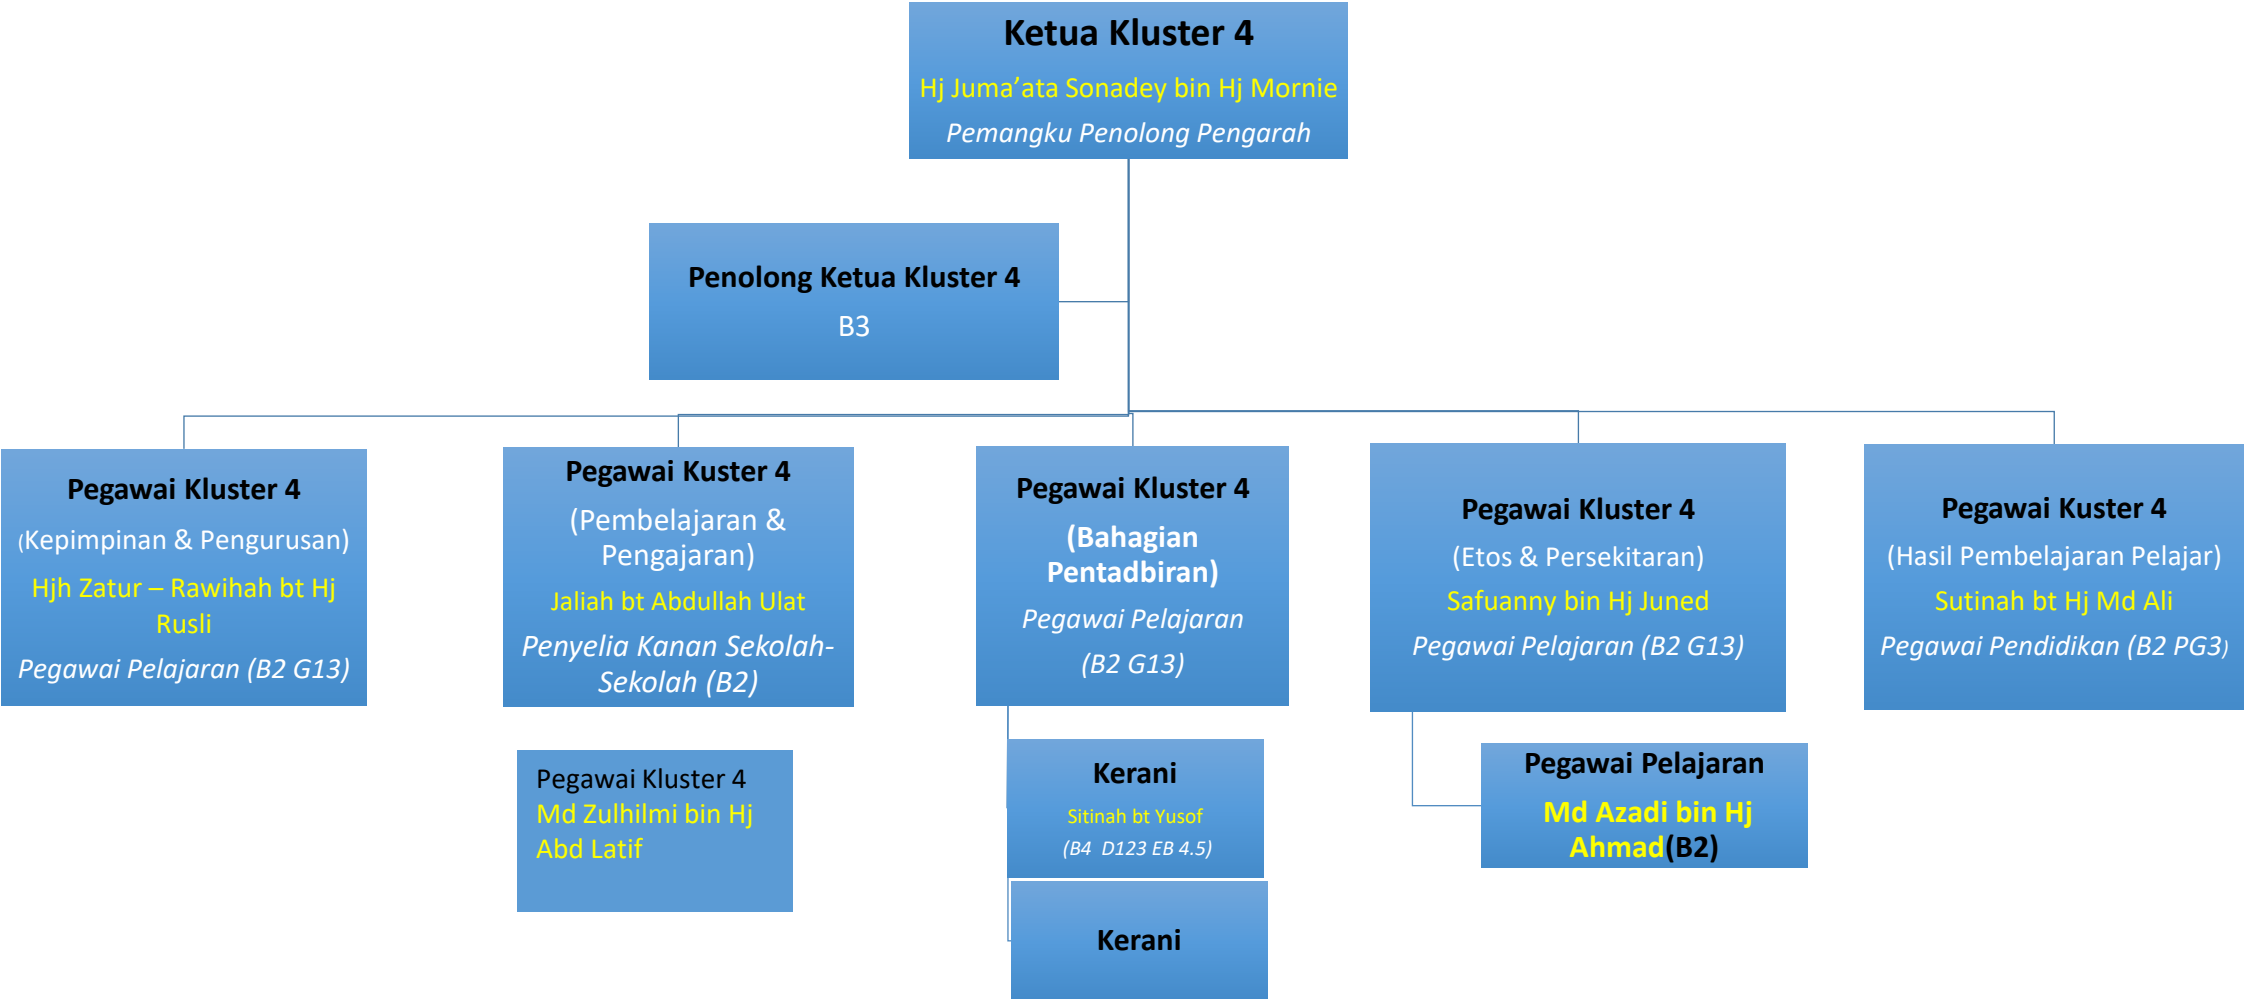 Ketua Kluster 4
Hj Juma’ata Sonadey bin Hj Mornie
Pemangku Penolong Pengarah
Penolong Ketua Kluster 4
B3
Pegawai Kluster 4
(Kepimpinan & Pengurusan)
Hjh Zatur – Rawihah bt Hj
Rusli
Pegawai Pelajaran (B2 G13)
Pegawai Kuster 4
(Pembelajaran &
Pengajaran)
Jaliah bt Abdullah Ulat
Penyelia Kanan Sekolah-
Sekolah (B2)
Pegawai Kluster 4
Md Zulhilmi bin Hj
Abd Latif
Pegawai Kluster 4
(Bahagian
Pentadbiran)
Pegawai Pelajaran
(B2 G13)
Kerani
Sitinah bt Yusof
(B4 D123 EB 4.5)
Kerani
Pegawai Kluster 4
(Etos & Persekitaran)
Safuanny bin Hj Juned
Pegawai Pelajaran (B2 G13)
Pegawai Pelajaran
Md Azadi bin Hj
Ahmad(B2)
Pegawai Kuster 4
(Hasil Pembelajaran Pelajar)
Sutinah bt Hj Md Ali
Pegawai Pendidikan (B2 PG3)